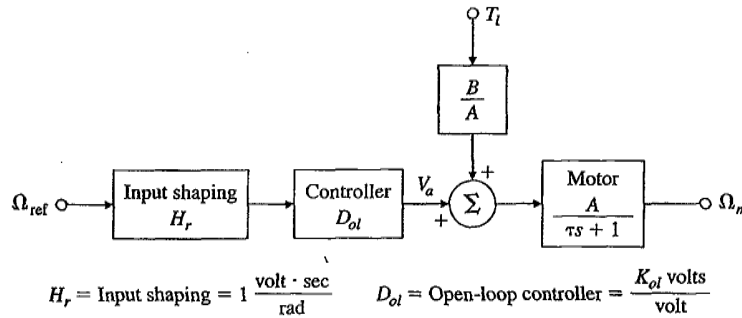 T_l
B
A
+
Input shaping
H_r
Controller
D_ol
V_a
+
Σ
Motor
A
τs + 1
Ω_ref
Ω_m
H_r = Input shaping = 1 volt · sec / rad
D_ol = Open-loop controller = K_ol volts / volt